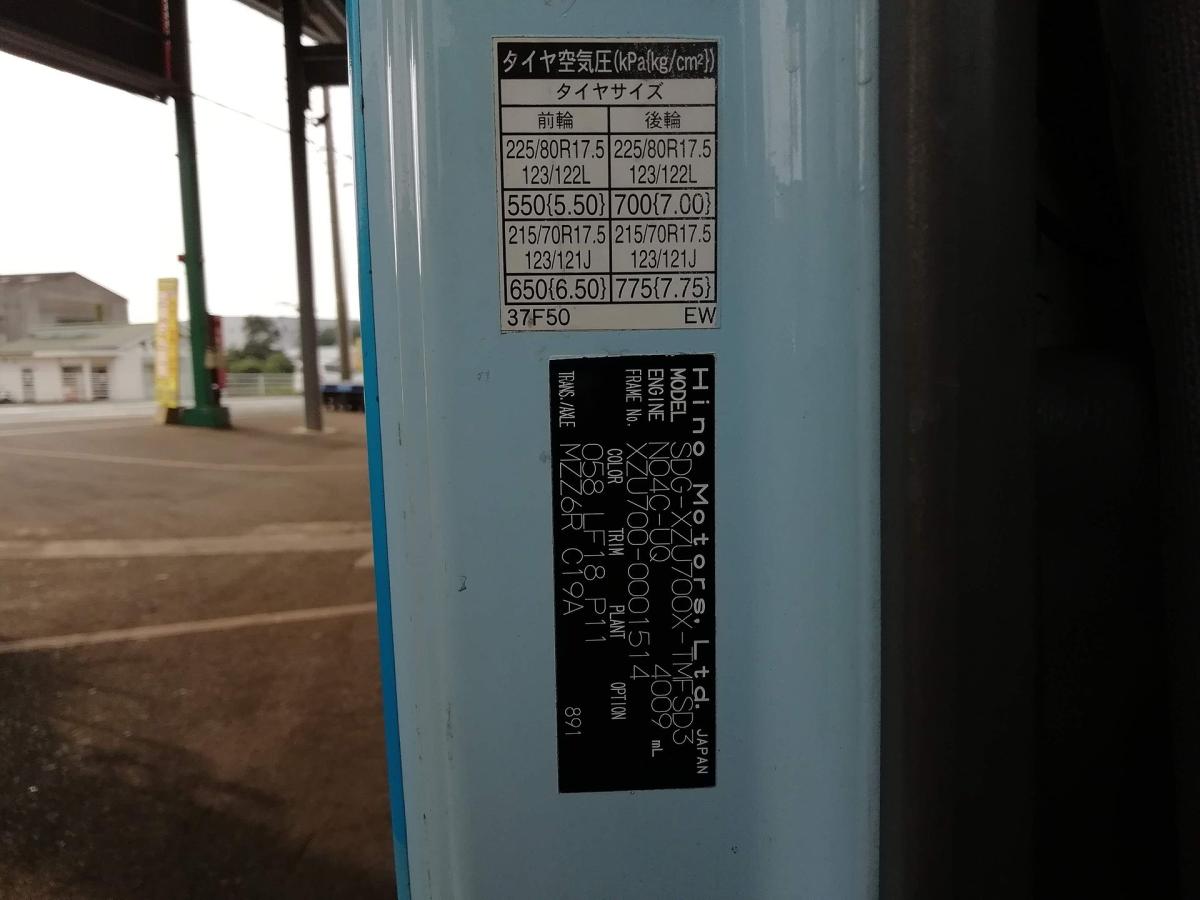 タイヤ空気圧(kPa{kg/cm²})
タイヤサイズ
前輪 後輪
225/80R17.5 225/80R17.5
123/122L 123/122L
550{5.50} 700{7.00}
215/70R17.5 215/70R17.5
123/121J 123/121J
650{6.50} 775{7.75}
37F50 EW
Hino Motors, Ltd. JAPAN
MODEL SDG-XZU700X-TMFSD3
ENGINE N04C-UQ 4009 mL
FRAME No. XZU700-0001514
COLOR TRIM PLANT OPTION
058 LF18 P11
TRANS./AXLE MZZ6R C19A 891